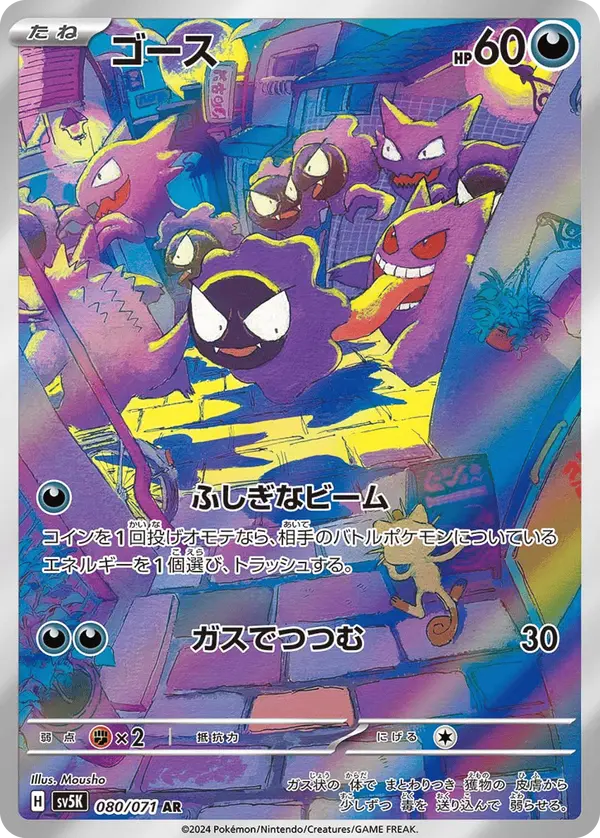 たね
ゴース
HP60
ふしぎなビーム
コインを1回投げオモテなら、相手のバトルポケモンについている
エネルギーを1個選び、トラッシュする。
ガスでつつむ 30
弱点 ×2 抵抗力 にげる
Illus. Mousho
H sv5K 080/071 AR
ガス状の 体で まとわりつき 獲物の 皮膚から
少しずつ 毒を 送り込んで 弱らせる。
©2024 Pokémon/Nintendo/Creatures/GAME FREAK.